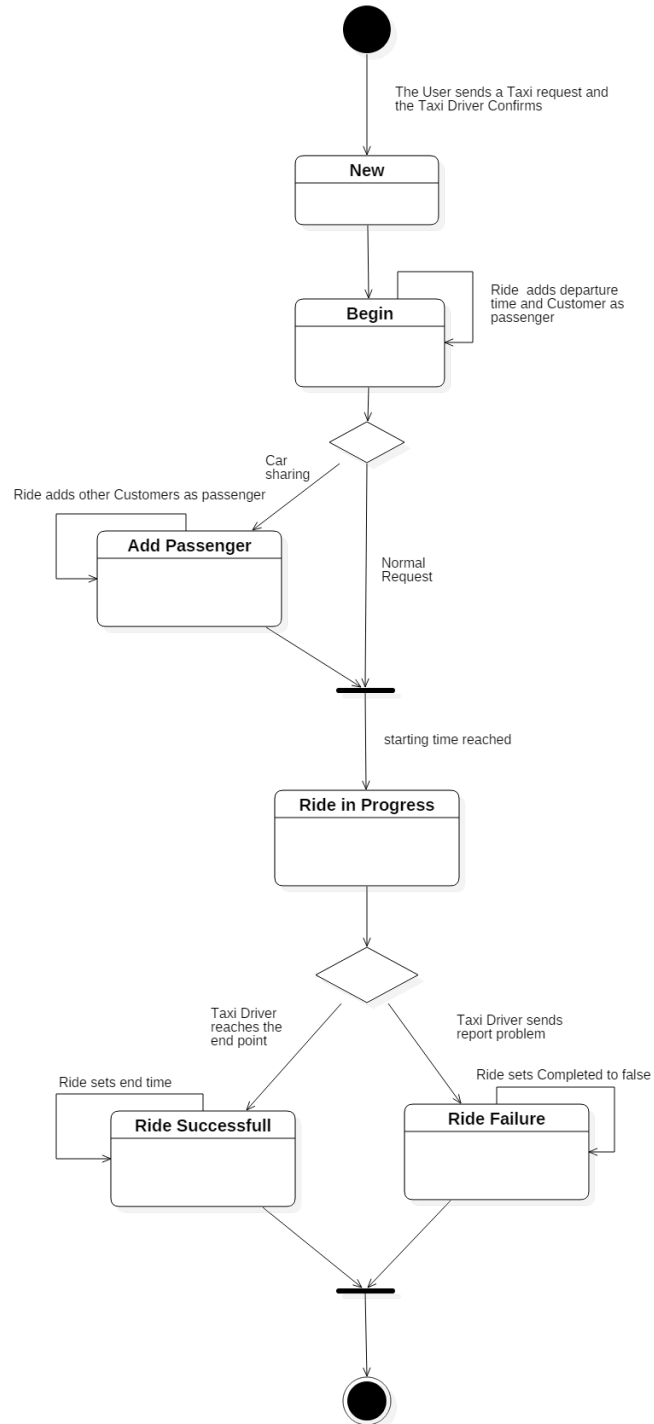 The User sends a Taxi request and
the Taxi Driver Confirms
New
Ride adds departure
time and Customer as
passenger
Begin
Car
sharing
Ride adds other Customers as passenger
Add Passenger
Normal
Request
starting time reached
Ride in Progress
Taxi Driver
reaches the
end point
Taxi Driver sends
report problem
Ride sets end time
Ride sets Completed to false
Ride Successfull
Ride Failure